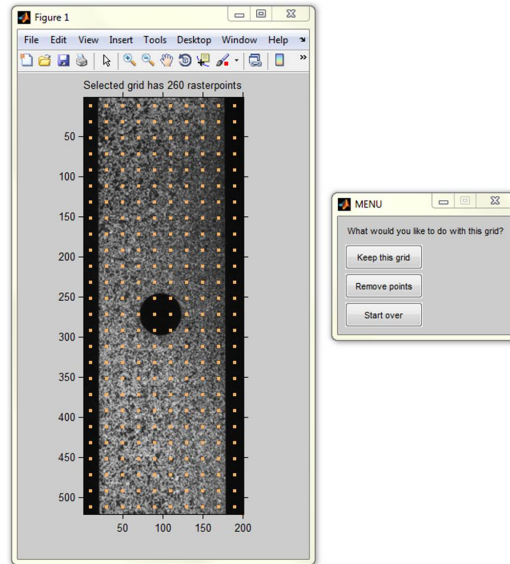 Figure 1
File Edit View Insert Tools Desktop Window Help
Selected grid has 260 rasterpoints
50
100
150
200
250
300
350
400
450
500
50 100 150 200
MENU
What would you like to do with this grid?
Keep this grid
Remove points
Start over